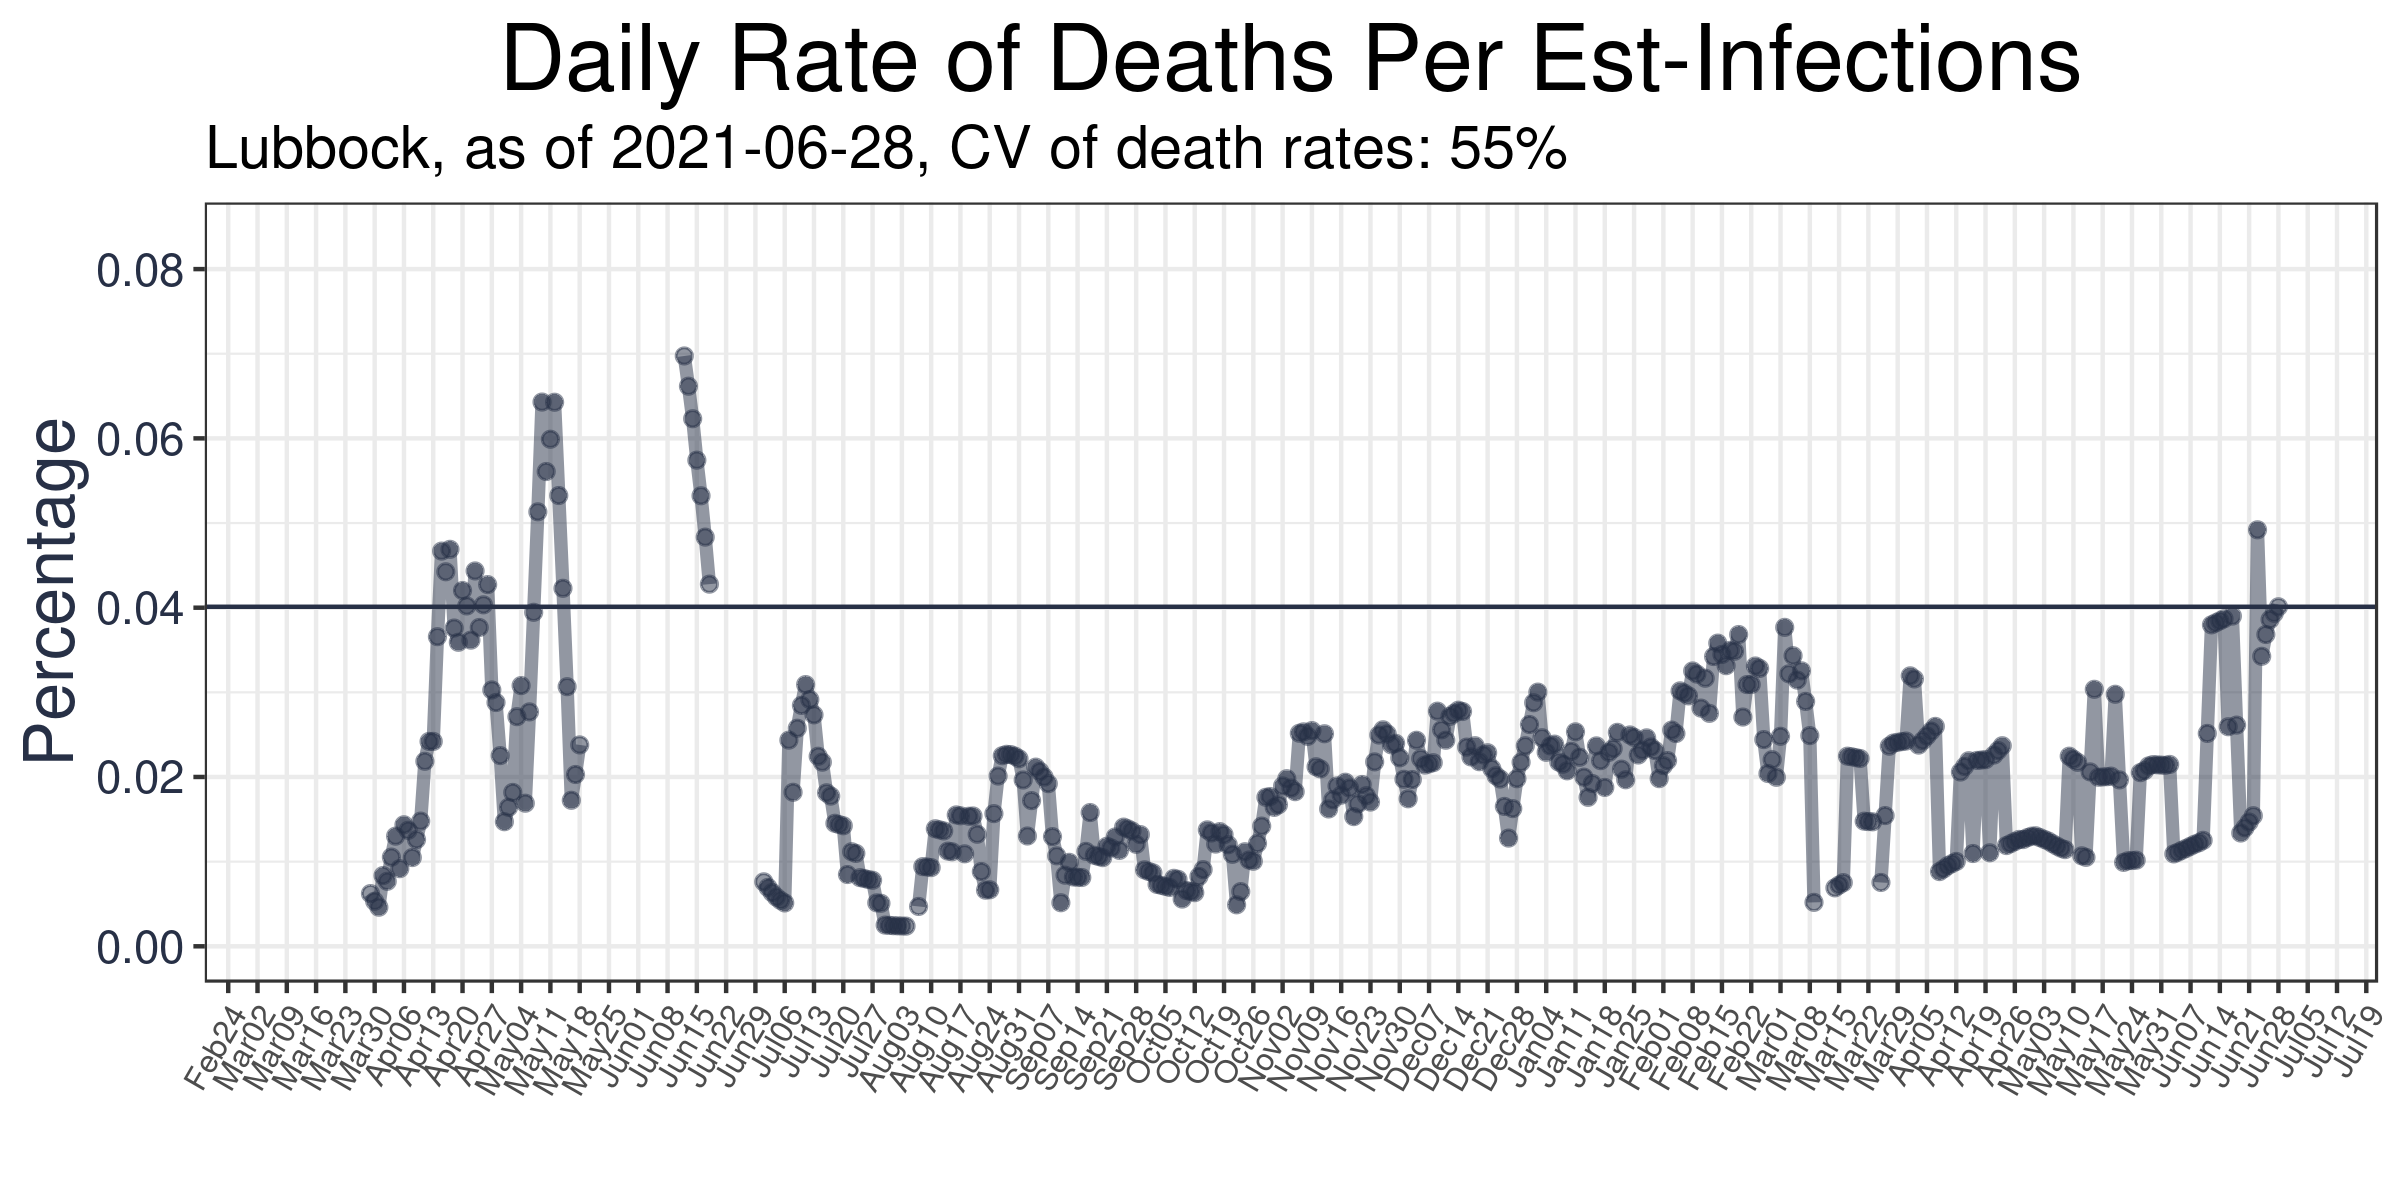 Daily Rate of Deaths Per Est-Infections
Lubbock, as of 2021-06-28, CV of death rates: 55%
Percentage
0.08
0.06
0.04
0.02
0.00
Feb24
Mar02
Mar09
Mar16
Mar23
Mar30
Apr06
Apr13
Apr20
Apr27
May04
May11
May18
May25
Jun01
Jun08
Jun15
Jun22
Jun29
Jul06
Jul13
Jul20
Jul27
Aug03
Aug10
Aug17
Aug24
Aug31
Sep07
Sep14
Sep21
Sep28
Oct05
Oct12
Oct19
Oct26
Nov02
Nov09
Nov16
Nov23
Nov30
Dec07
Dec14
Dec21
Dec28
Jan04
Jan11
Jan18
Jan25
Feb01
Feb08
Feb15
Feb22
Mar01
Mar08
Mar15
Mar22
Mar29
Apr05
Apr12
Apr19
Apr26
May03
May10
May17
May24
May31
Jun07
Jun14
Jun21
Jun28
Jul05
Jul12
Jul19